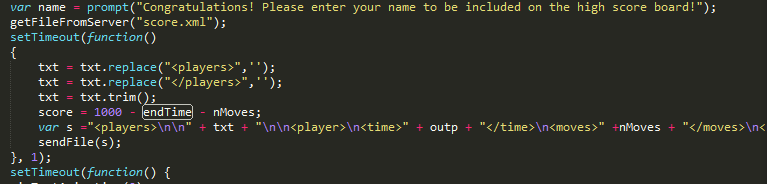 var name = prompt("Congratulations! Please enter your name to be included on the high score board!");
getFileFromServer("score.xml");
setTimeout(function()
{
    txt = txt.replace("<players>",'');
    txt = txt.replace("</players>",'');
    txt = txt.trim();
    score = 1000 - endTime - nMoves;
    var s ="<players>\n\n" + txt + "\n\n<player>\n<time>" + outp + "</time>\n<moves>" +nMoves + "</moves>\n<
    sendFile(s);
}, 1);
setTimeout(function() {